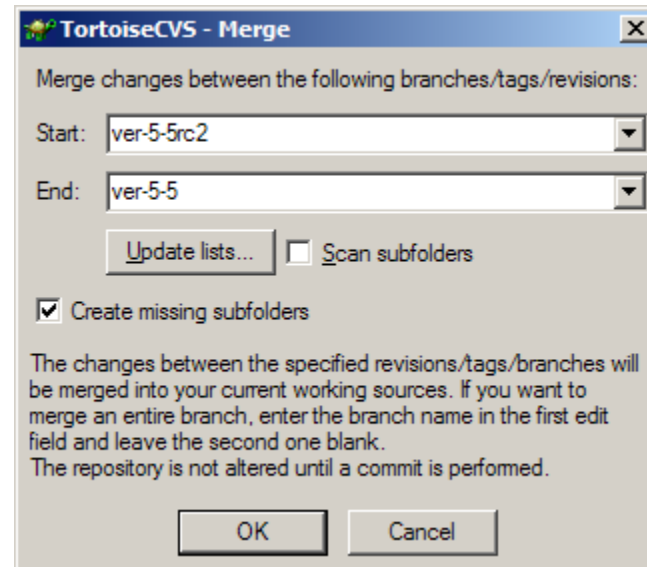 TortoiseCVS - Merge
Merge changes between the following branches/tags/revisions:
Start: ver-5-5rc2
End: ver-5-5
Update lists... Scan subfolders
Create missing subfolders
The changes between the specified revisions/tags/branches will
be merged into your current working sources. If you want to
merge an entire branch, enter the branch name in the first edit
field and leave the second one blank.
The repository is not altered until a commit is performed.
OK Cancel